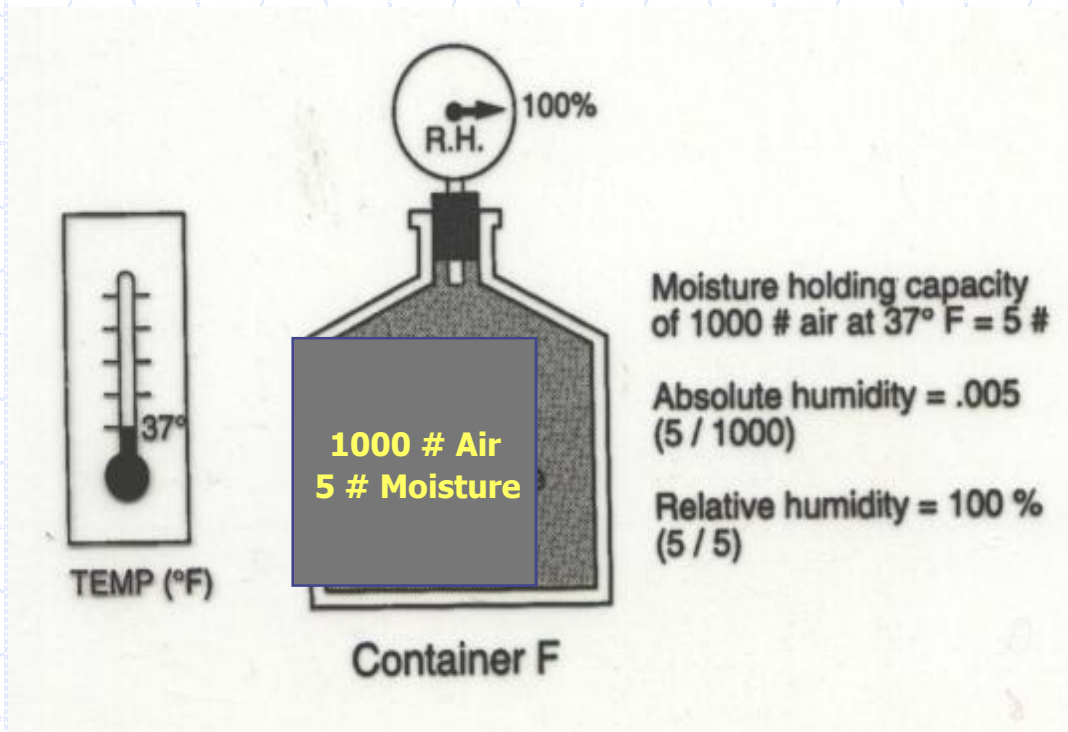 100%
R.H.
Moisture holding capacity
of 1000 # air at 37° F = 5 #
37°
Absolute humidity = .005
(5 / 1000)
1000 # Air
5 # Moisture
Relative humidity = 100 %
(5 / 5)
TEMP (°F)
Container F